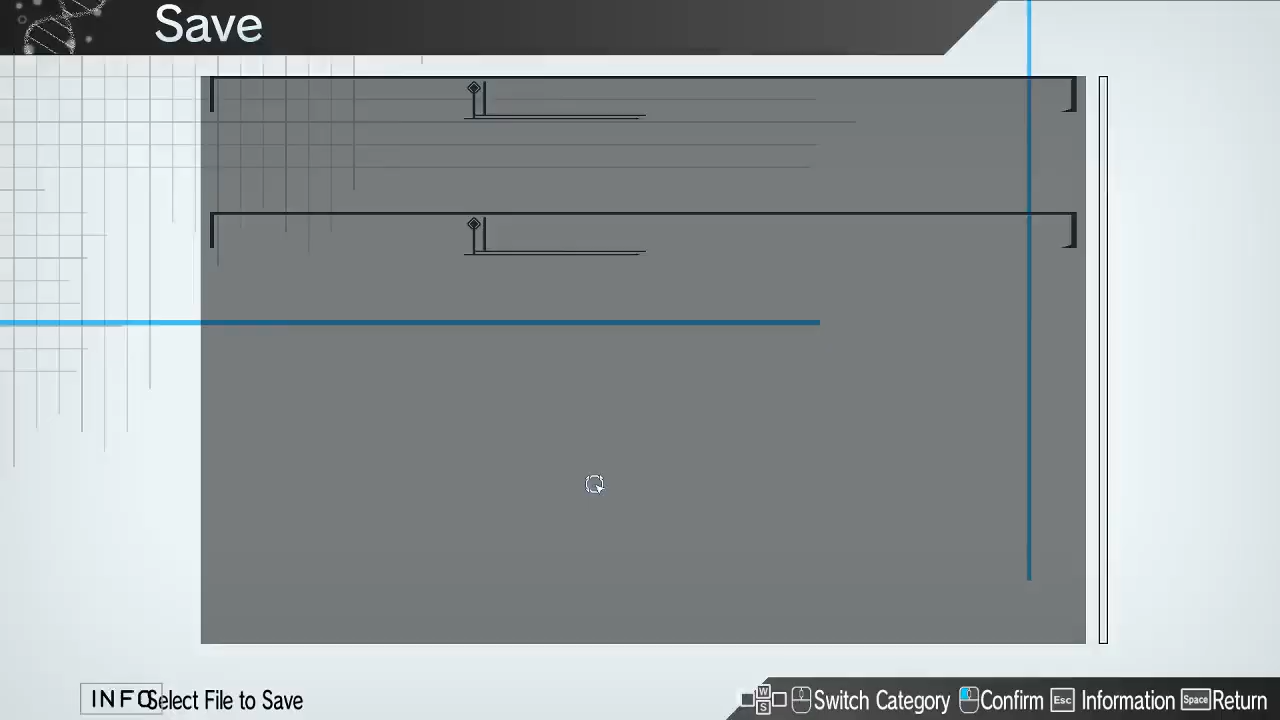 Save
INFO Select File to Save
W S Switch Category Confirm Esc Information Space Return